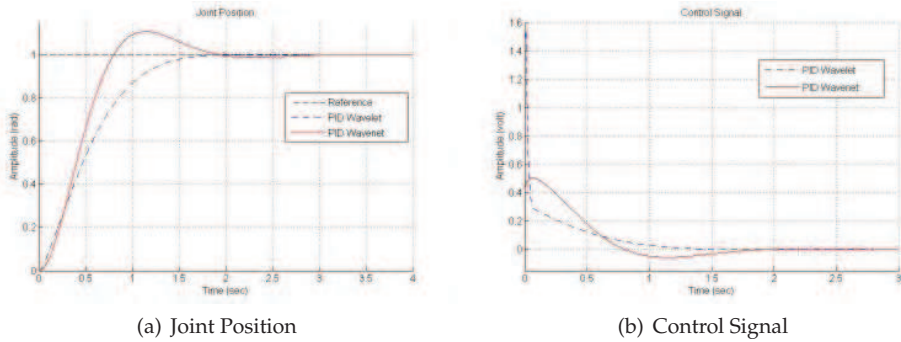 Joint Position
Amplitude (rad)
1
0.8
0.6
0.4
0.2
0
0 0.5 1 1.5 2 2.5 3 3.5 4
Time (sec)
Reference
PID Wavelet
PID Wavenet
(a) Joint Position
Control Signal
Amplitude (volt)
1.6
1.4
1.2
1
0.8
0.6
0.4
0.2
0
0 0.5 1 1.5 2 2.5 3
Time (sec)
PID Wavelet
PID Wavenet
(b) Control Signal